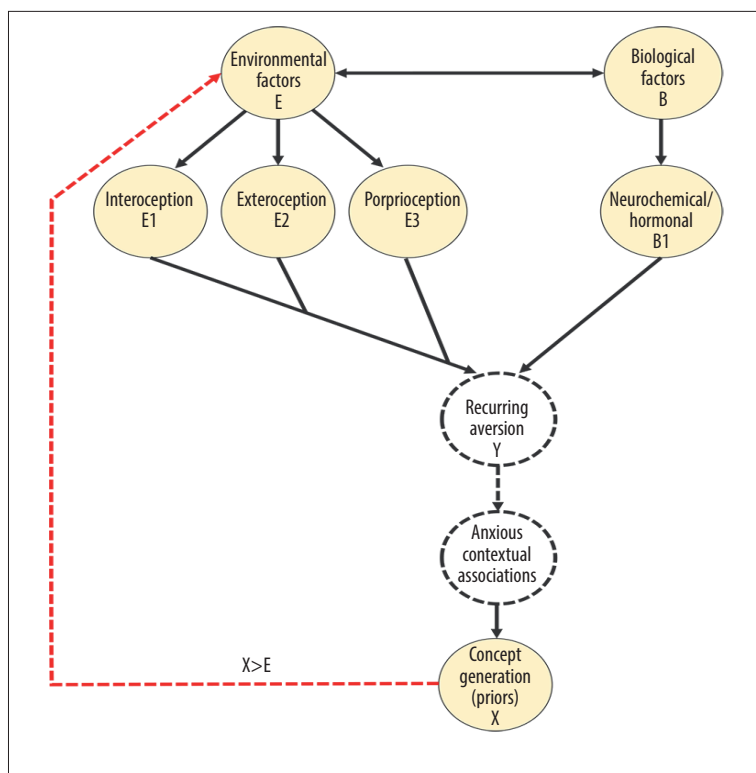 Environmental
factors
E
Biological
factors
B
Interoception
E1
Exteroception
E2
Porprioception
E3
Neurochemical/
hormonal
B1
Recurring
aversion
Y
Anxious
contextual
associations
X>E
Concept
generation
(priors)
X